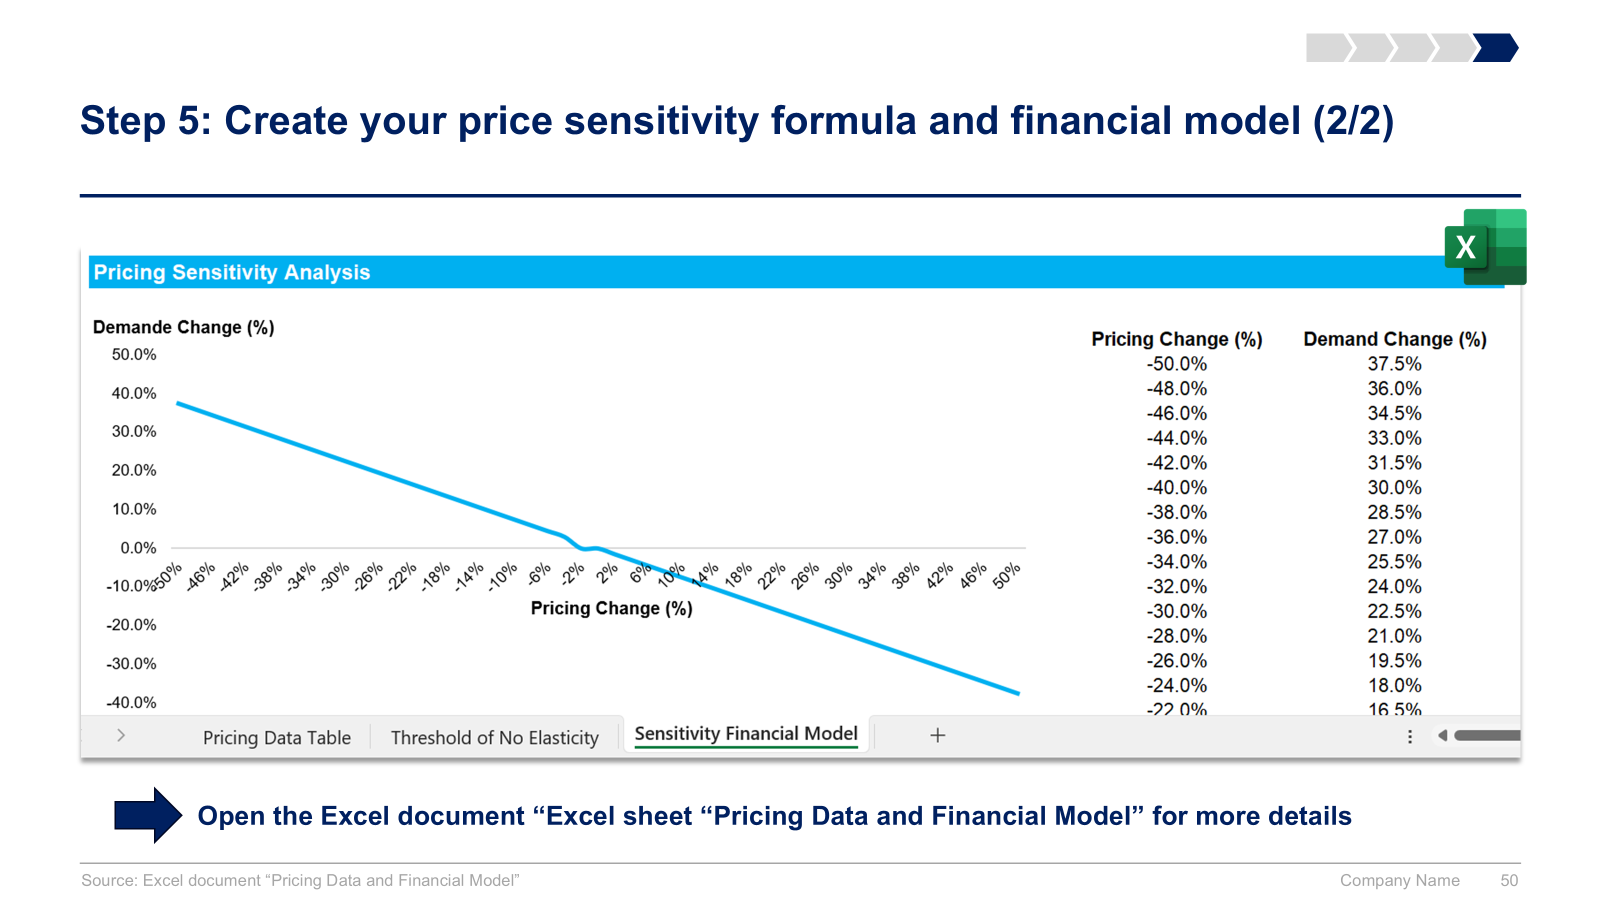 Step 5: Create your price sensitivity formula and financial model (2/2)
X
Pricing Sensitivity Analysis
Demande Change (%)
50.0%
40.0%
30.0%
20.0%
10.0%
0.0%
-10.0%
-20.0%
-30.0%
-40.0%
-50% -46% -42% -38% -34% -30% -26% -22% -18% -14% -10% -6% -2% 2% 6% 10% 14% 18% 22% 26% 30% 34% 38% 42% 46% 50%
Pricing Change (%)
Pricing Change (%) Demand Change (%)
-50.0% 37.5%
-48.0% 36.0%
-46.0% 34.5%
-44.0% 33.0%
-42.0% 31.5%
-40.0% 30.0%
-38.0% 28.5%
-36.0% 27.0%
-34.0% 25.5%
-32.0% 24.0%
-30.0% 22.5%
-28.0% 21.0%
-26.0% 19.5%
-24.0% 18.0%
-22.0% 16.5%
Pricing Data Table Threshold of No Elasticity Sensitivity Financial Model +
Open the Excel document “Excel sheet “Pricing Data and Financial Model” for more details
Source: Excel document “Pricing Data and Financial Model”
Company Name 50